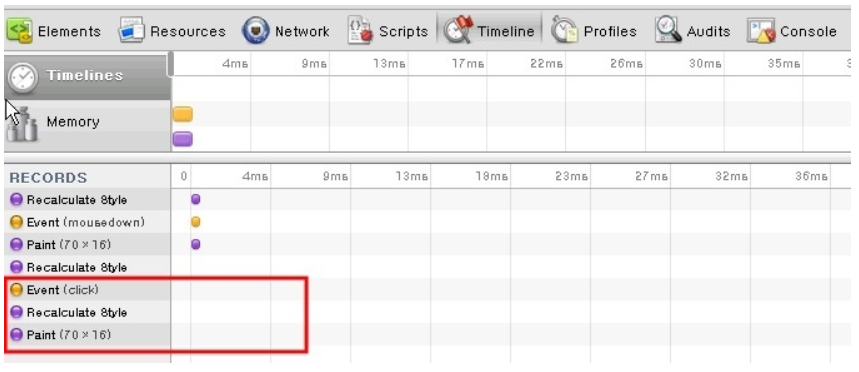 Elements Resources Network Scripts Timeline Profiles Audits Console
Timelines
4ms 9ms 13ms 17ms 22ms 26ms 30ms 35ms
Memory
RECORDS 0 4ms 9ms 13ms 18ms 23ms 27ms 32ms 36ms
Recalculate Style
Event (mousedown)
Paint (70 × 16)
Recalculate Style
Event (click)
Recalculate Style
Paint (70 × 16)